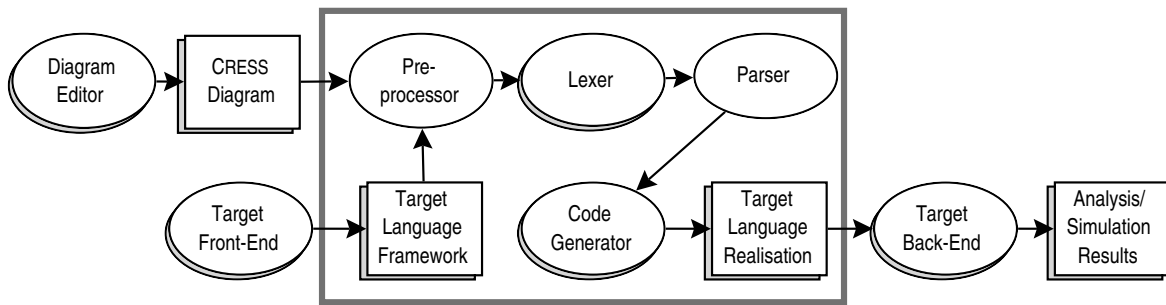 Diagram
Editor
CRESS
Diagram
Pre-
processor
Lexer
Parser
Target
Front-End
Target
Language
Framework
Code
Generator
Target
Language
Realisation
Target
Back-End
Analysis/
Simulation
Results